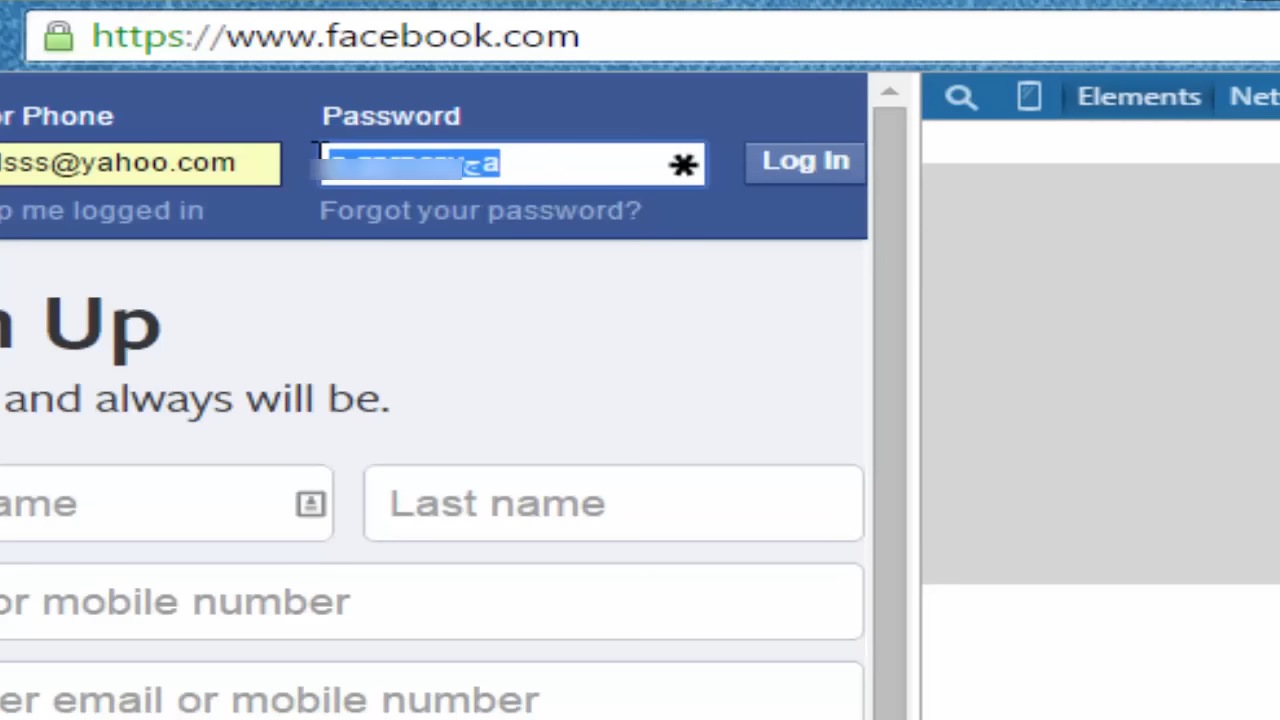 https://www.facebook.com
or Phone
Password
Elements
Net
lsss@yahoo.com
Log In
p me logged in
Forgot your password?
n Up
and always will be.
ame
Last name
or mobile number
er email or mobile number